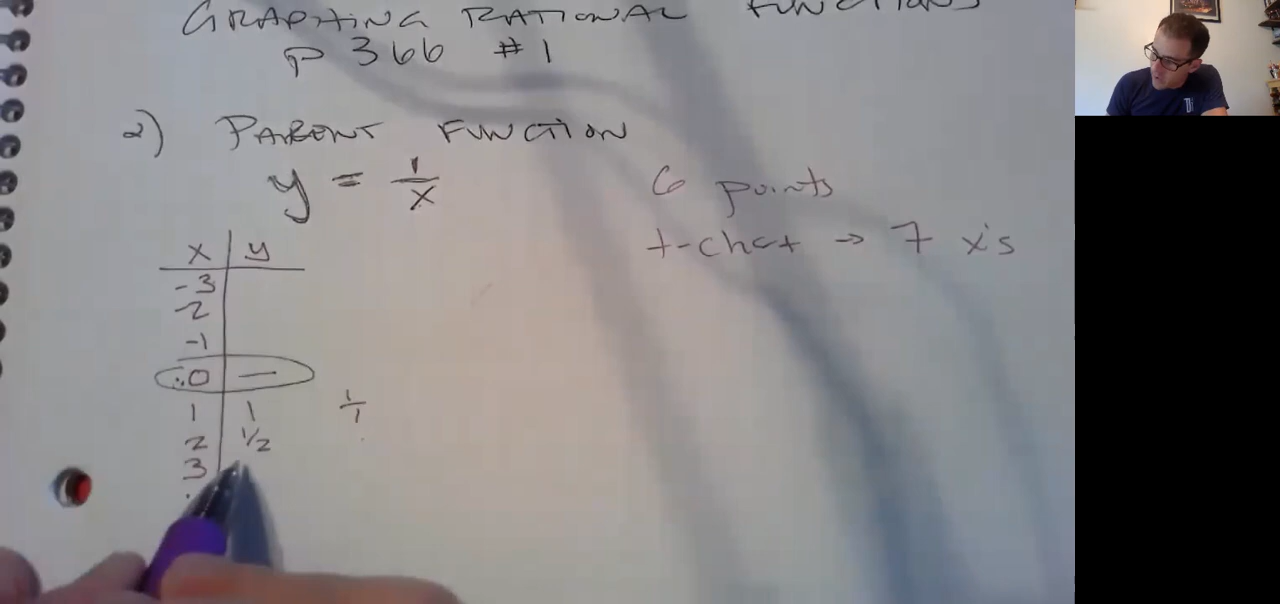 GRAPHING RATIONAL FUNCTIONS
p 366 #1
2) PARENT FUNCTION
y = 1/x
6 points
t-chart → 7 x's
x y
-3
-2
-1
0 —
1 1 1/1
2 1/2
3